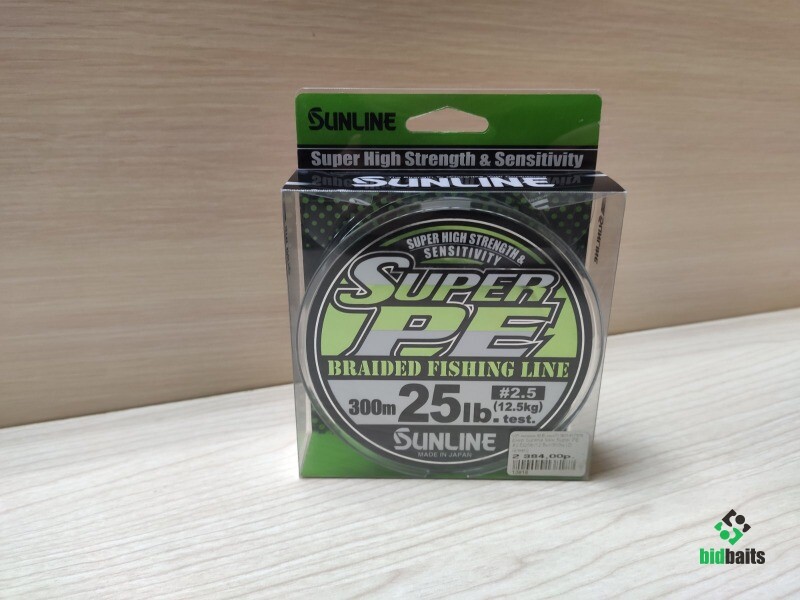 SUNLINE
Super High Strength & Sensitivity
SUNLINE
SUPER HIGH STRENGTH &
SENSITIVITY
SUPER
PE
BRAIDED FISHING LINE
300m 25lb. test.
#2.5
(12.5kg)
SUNLINE
MADE IN JAPAN
2 384,00р.
SUNLINE
bidbaits